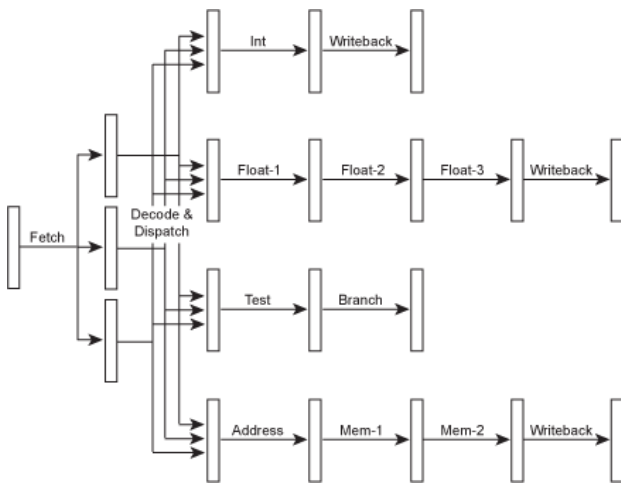 Int
Writeback
Float-1
Float-2
Float-3
Writeback
Decode &
Dispatch
Fetch
Test
Branch
Address
Mem-1
Mem-2
Writeback